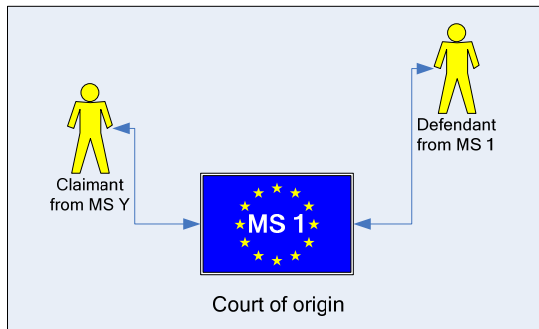 Defendant
from MS 1
Claimant
from MS Y
MS 1
Court of origin